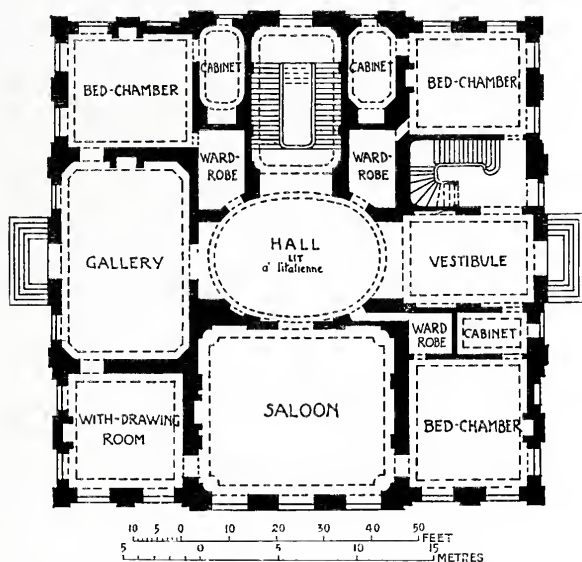 BED-CHAMBER
CABINET
CABINET
BED-CHAMBER
WARD-
ROBE
WARD-
ROBE
GALLERY
HALL
LIT
a' l'italienne
VESTIBULE
WARD
ROBE
CABINET
WITH-DRAWING
ROOM
SALOON
BED-CHAMBER
10 5 0 10 20 30 40 50
FEET
5 0 5 10 15
METRES